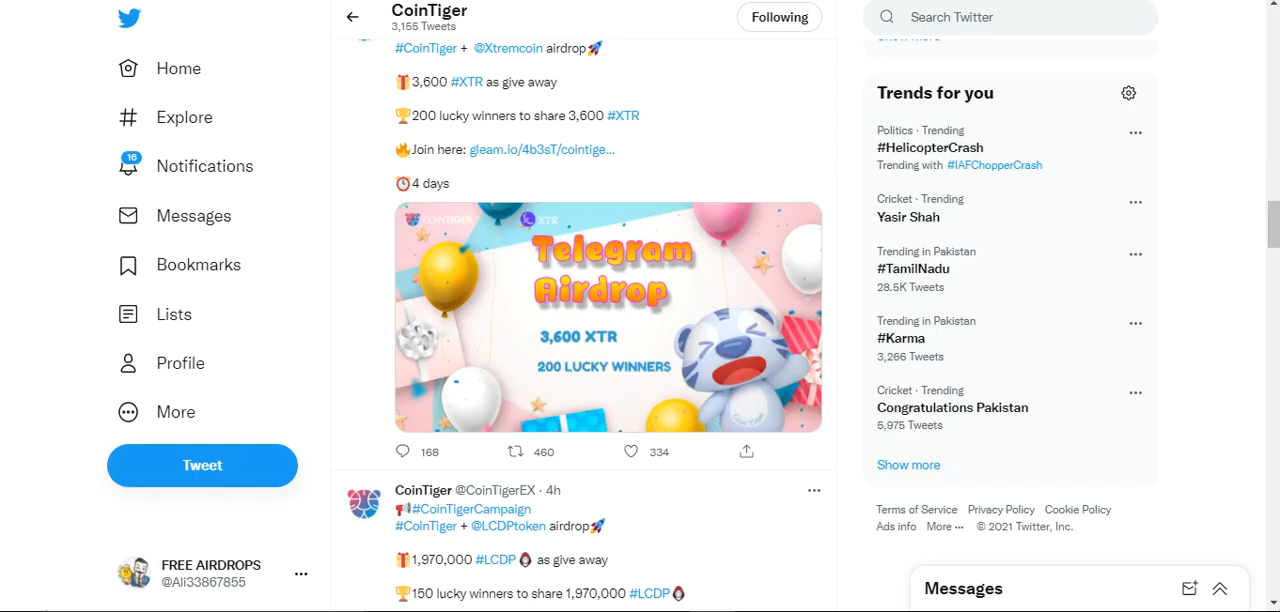 Home
Explore
16
Notifications
Messages
Bookmarks
Lists
Profile
More
Tweet
FREE AIRDROPS
@Ali33867855
CoinTiger
3,155 Tweets
Following
#CoinTiger + @Xtremcoin airdrop🚀
🎁3,600 #XTR as give away
🏆200 lucky winners to share 3,600 #XTR
🔥Join here: gleam.io/4b3sT/cointige...
⏰4 days
COINTIGER XTR
Telegram
Airdrop
3,600 XTR
200 LUCKY WINNERS
168 460 334
CoinTiger @CoinTigerEX · 4h
📢#CoinTigerCampaign
#CoinTiger + @LCDPtoken airdrop🚀
🎁1,970,000 #LCDP as give away
🏆150 lucky winners to share 1,970,000 #LCDP
Search Twitter
Trends for you
Politics · Trending
#HelicopterCrash
Trending with #IAFChopperCrash
Cricket · Trending
Yasir Shah
Trending in Pakistan
#TamilNadu
28.5K Tweets
Trending in Pakistan
#Karma
3,266 Tweets
Cricket · Trending
Congratulations Pakistan
5,975 Tweets
Show more
Terms of Service Privacy Policy Cookie Policy
Ads info More ··· © 2021 Twitter, Inc.
Messages